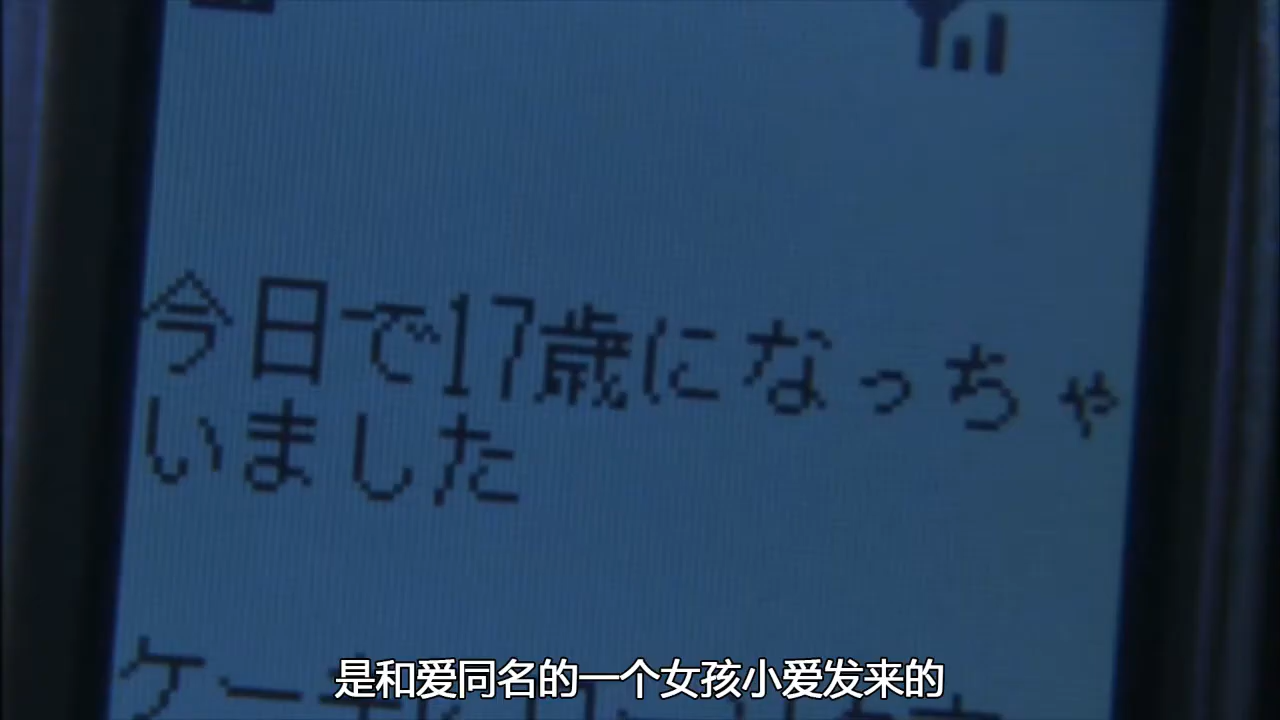 今日で17歳になっちゃ
いました
是和爱同名的一个女孩小爱发来的